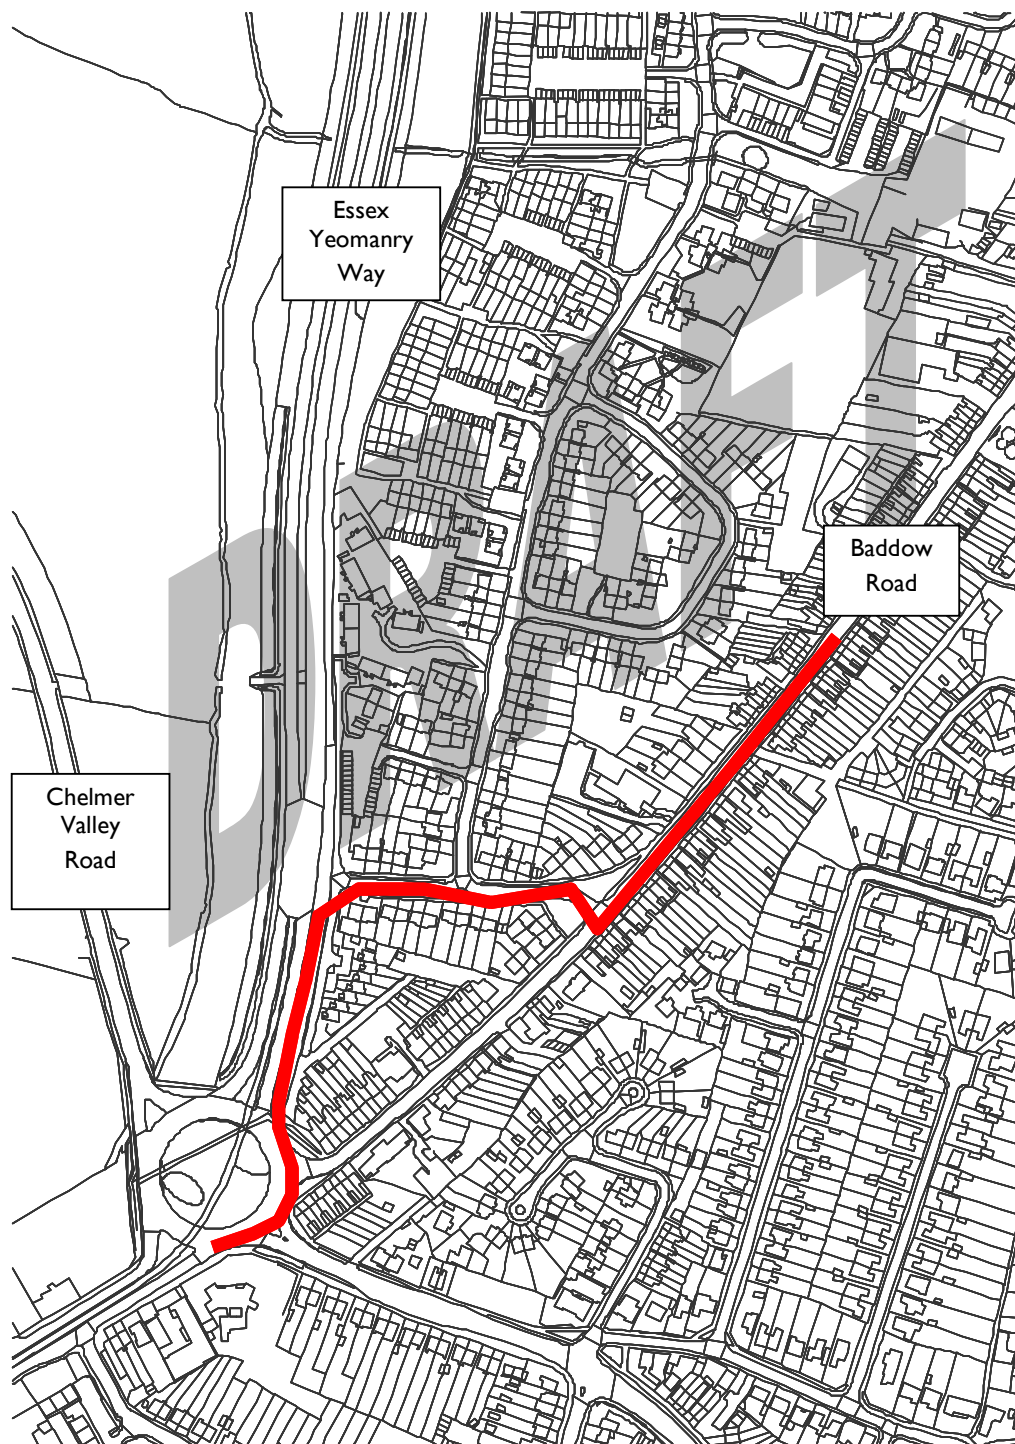 Essex
Yeomanry
Way
DRAFT
Baddow
Road
Chelmer
Valley
Road